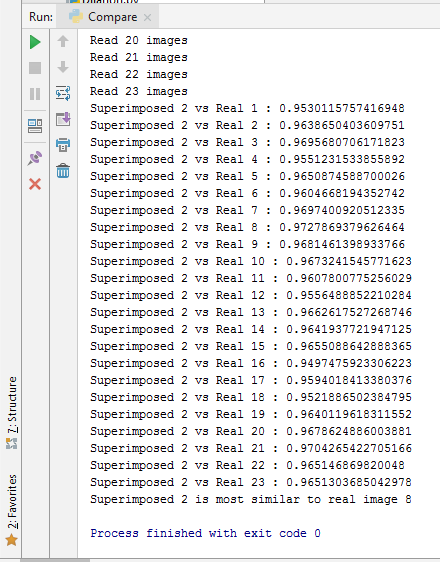 Dilation.py
Run: Compare ×
Read 20 images
Read 21 images
Read 22 images
Read 23 images
Superimposed 2 vs Real 1 : 0.9530115757416948
Superimposed 2 vs Real 2 : 0.9638650403609751
Superimposed 2 vs Real 3 : 0.9695680706171823
Superimposed 2 vs Real 4 : 0.9551231533855892
Superimposed 2 vs Real 5 : 0.9650874588700026
Superimposed 2 vs Real 6 : 0.9604668194352742
Superimposed 2 vs Real 7 : 0.9697400920512335
Superimposed 2 vs Real 8 : 0.9727869379626464
Superimposed 2 vs Real 9 : 0.9681461398933766
Superimposed 2 vs Real 10 : 0.9673241545771623
Superimposed 2 vs Real 11 : 0.9607800775256029
Superimposed 2 vs Real 12 : 0.9556488852210284
Superimposed 2 vs Real 13 : 0.9662617527268746
Superimposed 2 vs Real 14 : 0.9641937721947125
Superimposed 2 vs Real 15 : 0.9655088642888365
Superimposed 2 vs Real 16 : 0.9497475923306223
Superimposed 2 vs Real 17 : 0.9594018413380376
Superimposed 2 vs Real 18 : 0.9521886502384795
Superimposed 2 vs Real 19 : 0.9640119618311552
Superimposed 2 vs Real 20 : 0.9678624886003881
Superimposed 2 vs Real 21 : 0.9704265422705166
Superimposed 2 vs Real 22 : 0.965146869820048
Superimposed 2 vs Real 23 : 0.9651303685042978
Superimposed 2 is most similar to real image 8
Process finished with exit code 0
7: Structure
2: Favorites